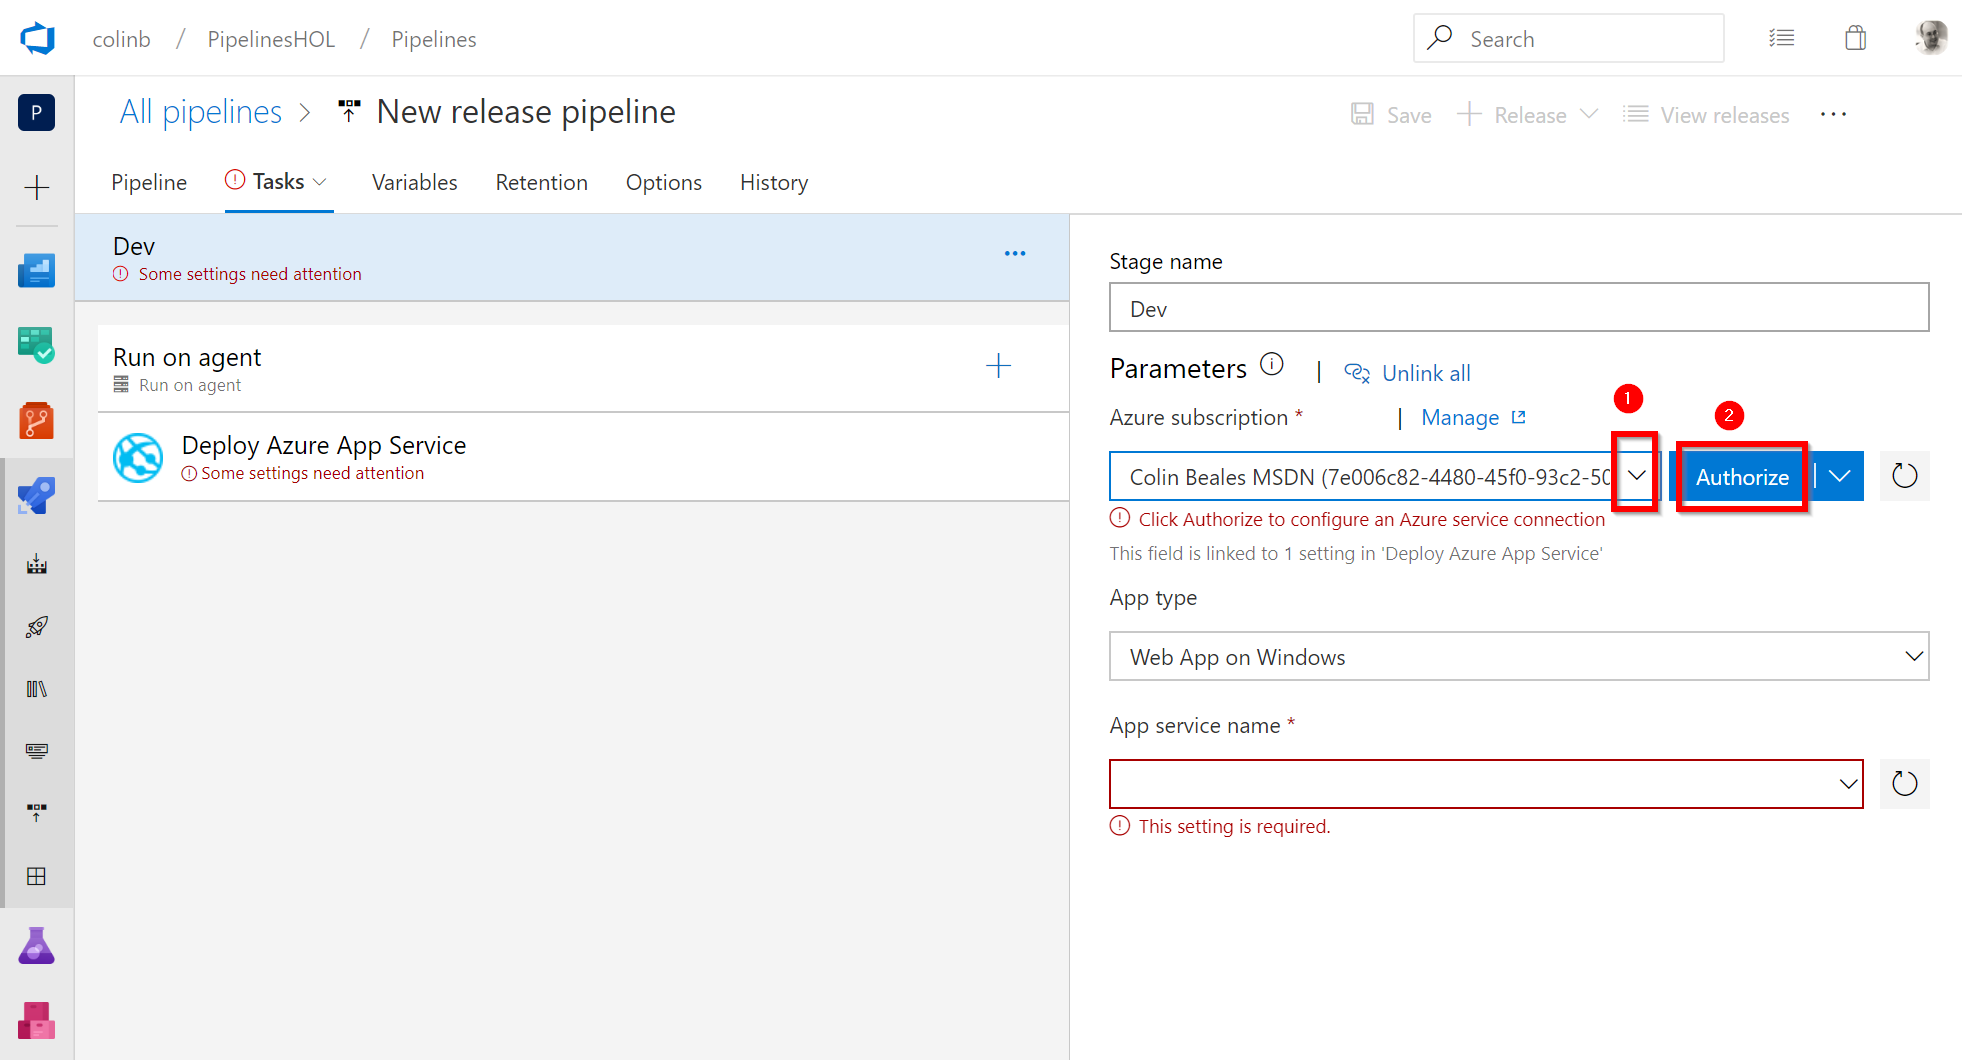 colinb / PipelinesHOL / Pipelines
Search
P
All pipelines > New release pipeline
Save
Release
View releases
Pipeline
Tasks
Variables
Retention
Options
History
Dev
Some settings need attention
Run on agent
Run on agent
Deploy Azure App Service
Some settings need attention
Stage name
Dev
Parameters
| Unlink all
Azure subscription *
| Manage
1
2
Colin Beales MSDN (7e006c82-4480-45f0-93c2-50
Authorize
Click Authorize to configure an Azure service connection
This field is linked to 1 setting in 'Deploy Azure App Service'
App type
Web App on Windows
App service name *
This setting is required.